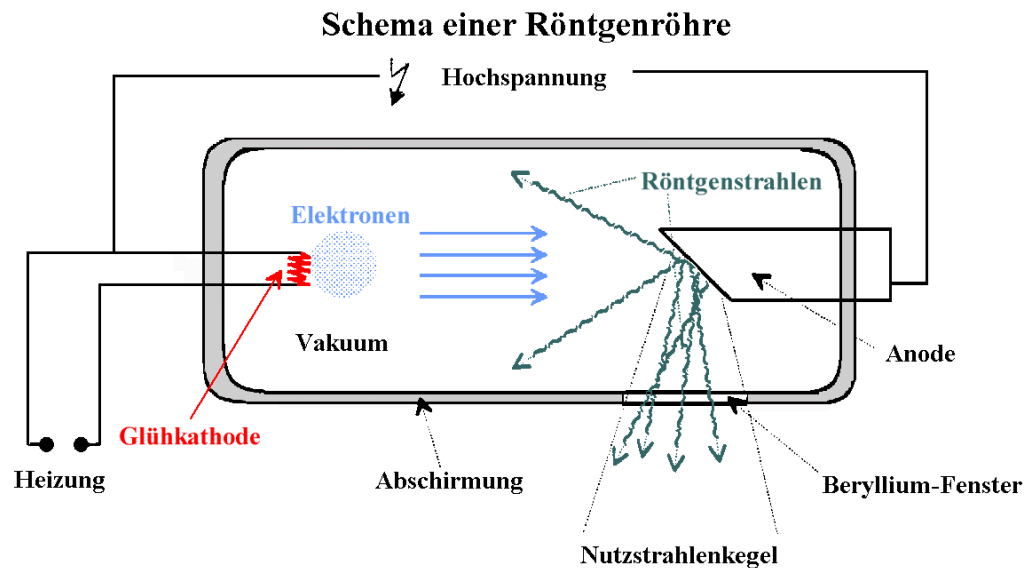 Schema einer Röntgenröhre
Hochspannung
Röntgenstrahlen
Elektronen
Vakuum
Anode
Glühkathode
Heizung
Abschirmung
Beryllium-Fenster
Nutzstrahlenkegel